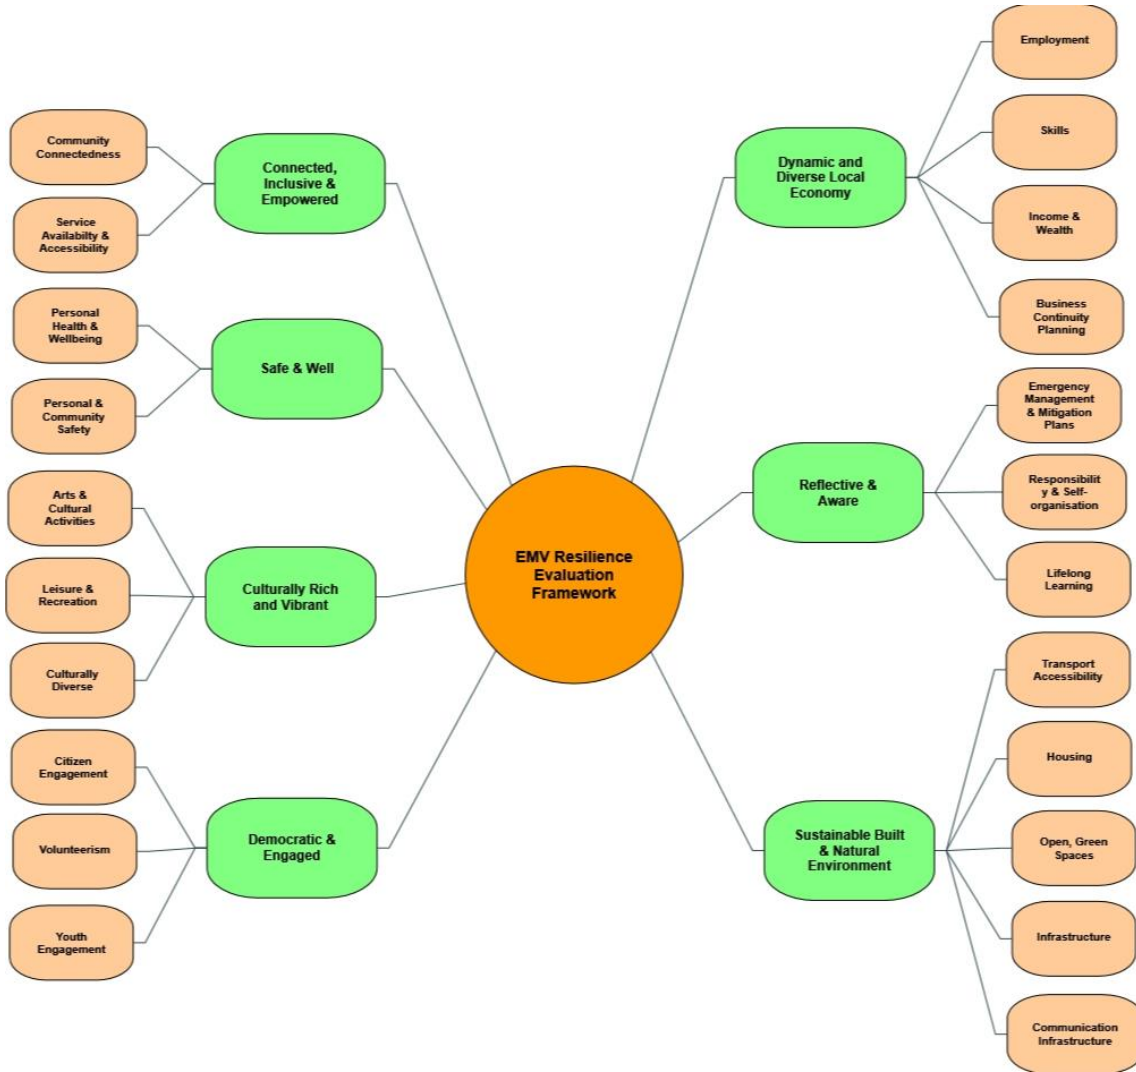 Employment
Skills
Income &
Wealth
Business
Continuity
Planning
Dynamic and
Diverse Local
Economy
Community
Connectedness
Service
Availabilty &
Accessibility
Connected,
Inclusive &
Empowered
Personal
Health &
Wellbeing
Personal &
Community
Safety
Safe & Well
Emergency
Management
& Mitigation
Plans
Responsibilit
y & Self-
organisation
Lifelong
Learning
Reflective &
Aware
EMV Resilience
Evaluation
Framework
Arts &
Cultural
Activities
Leisure &
Recreation
Culturally
Diverse
Culturally Rich
and Vibrant
Citizen
Engagement
Volunteerism
Youth
Engagement
Democratic &
Engaged
Transport
Accessibility
Housing
Open, Green
Spaces
Infrastructure
Communication
Infrastructure
Sustainable Built
& Natural
Environment